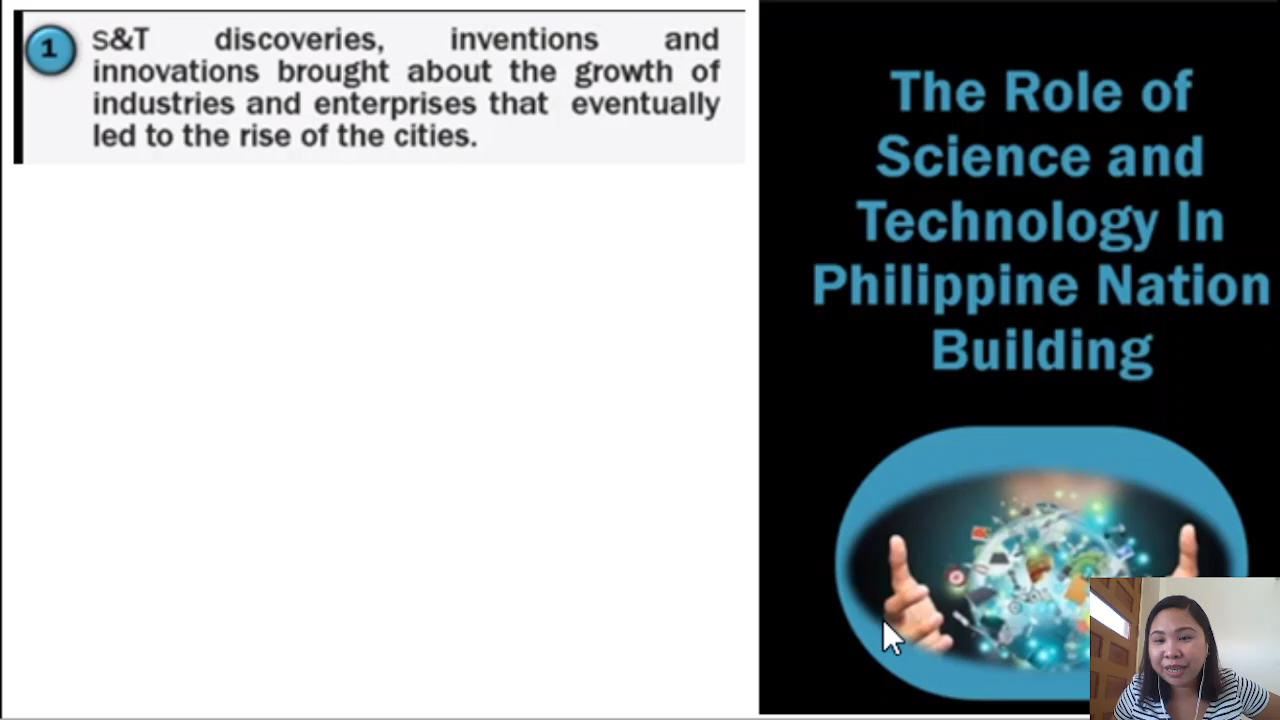 1
S&T discoveries, inventions and
innovations brought about the growth of
industries and enterprises that eventually
led to the rise of the cities.
The Role of
Science and
Technology In
Philippine Nation
Building